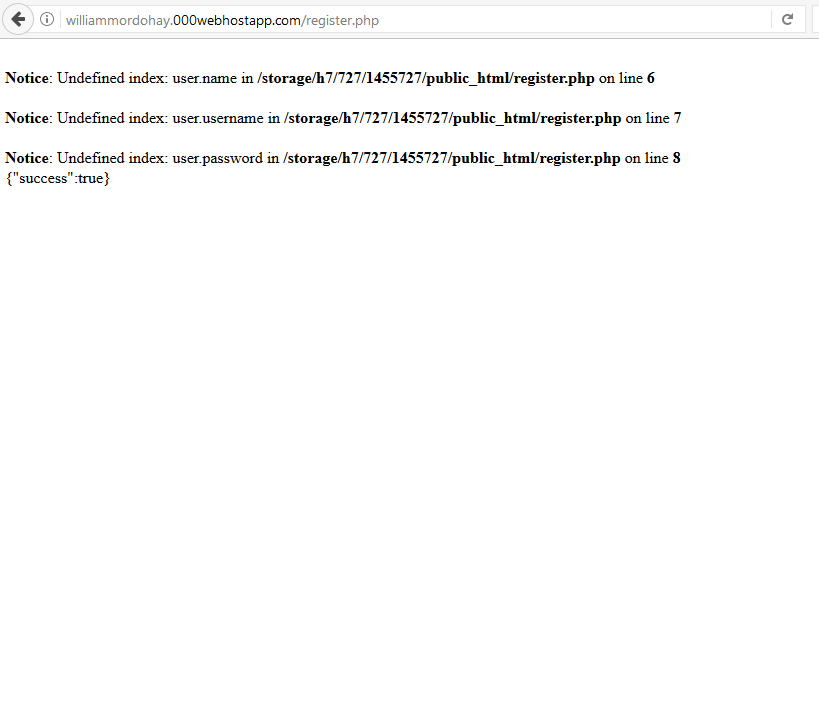 williammordohay.000webhostapp.com/register.php
Notice: Undefined index: user.name in /storage/h7/727/1455727/public_html/register.php on line 6
Notice: Undefined index: user.username in /storage/h7/727/1455727/public_html/register.php on line 7
Notice: Undefined index: user.password in /storage/h7/727/1455727/public_html/register.php on line 8
{"success":true}